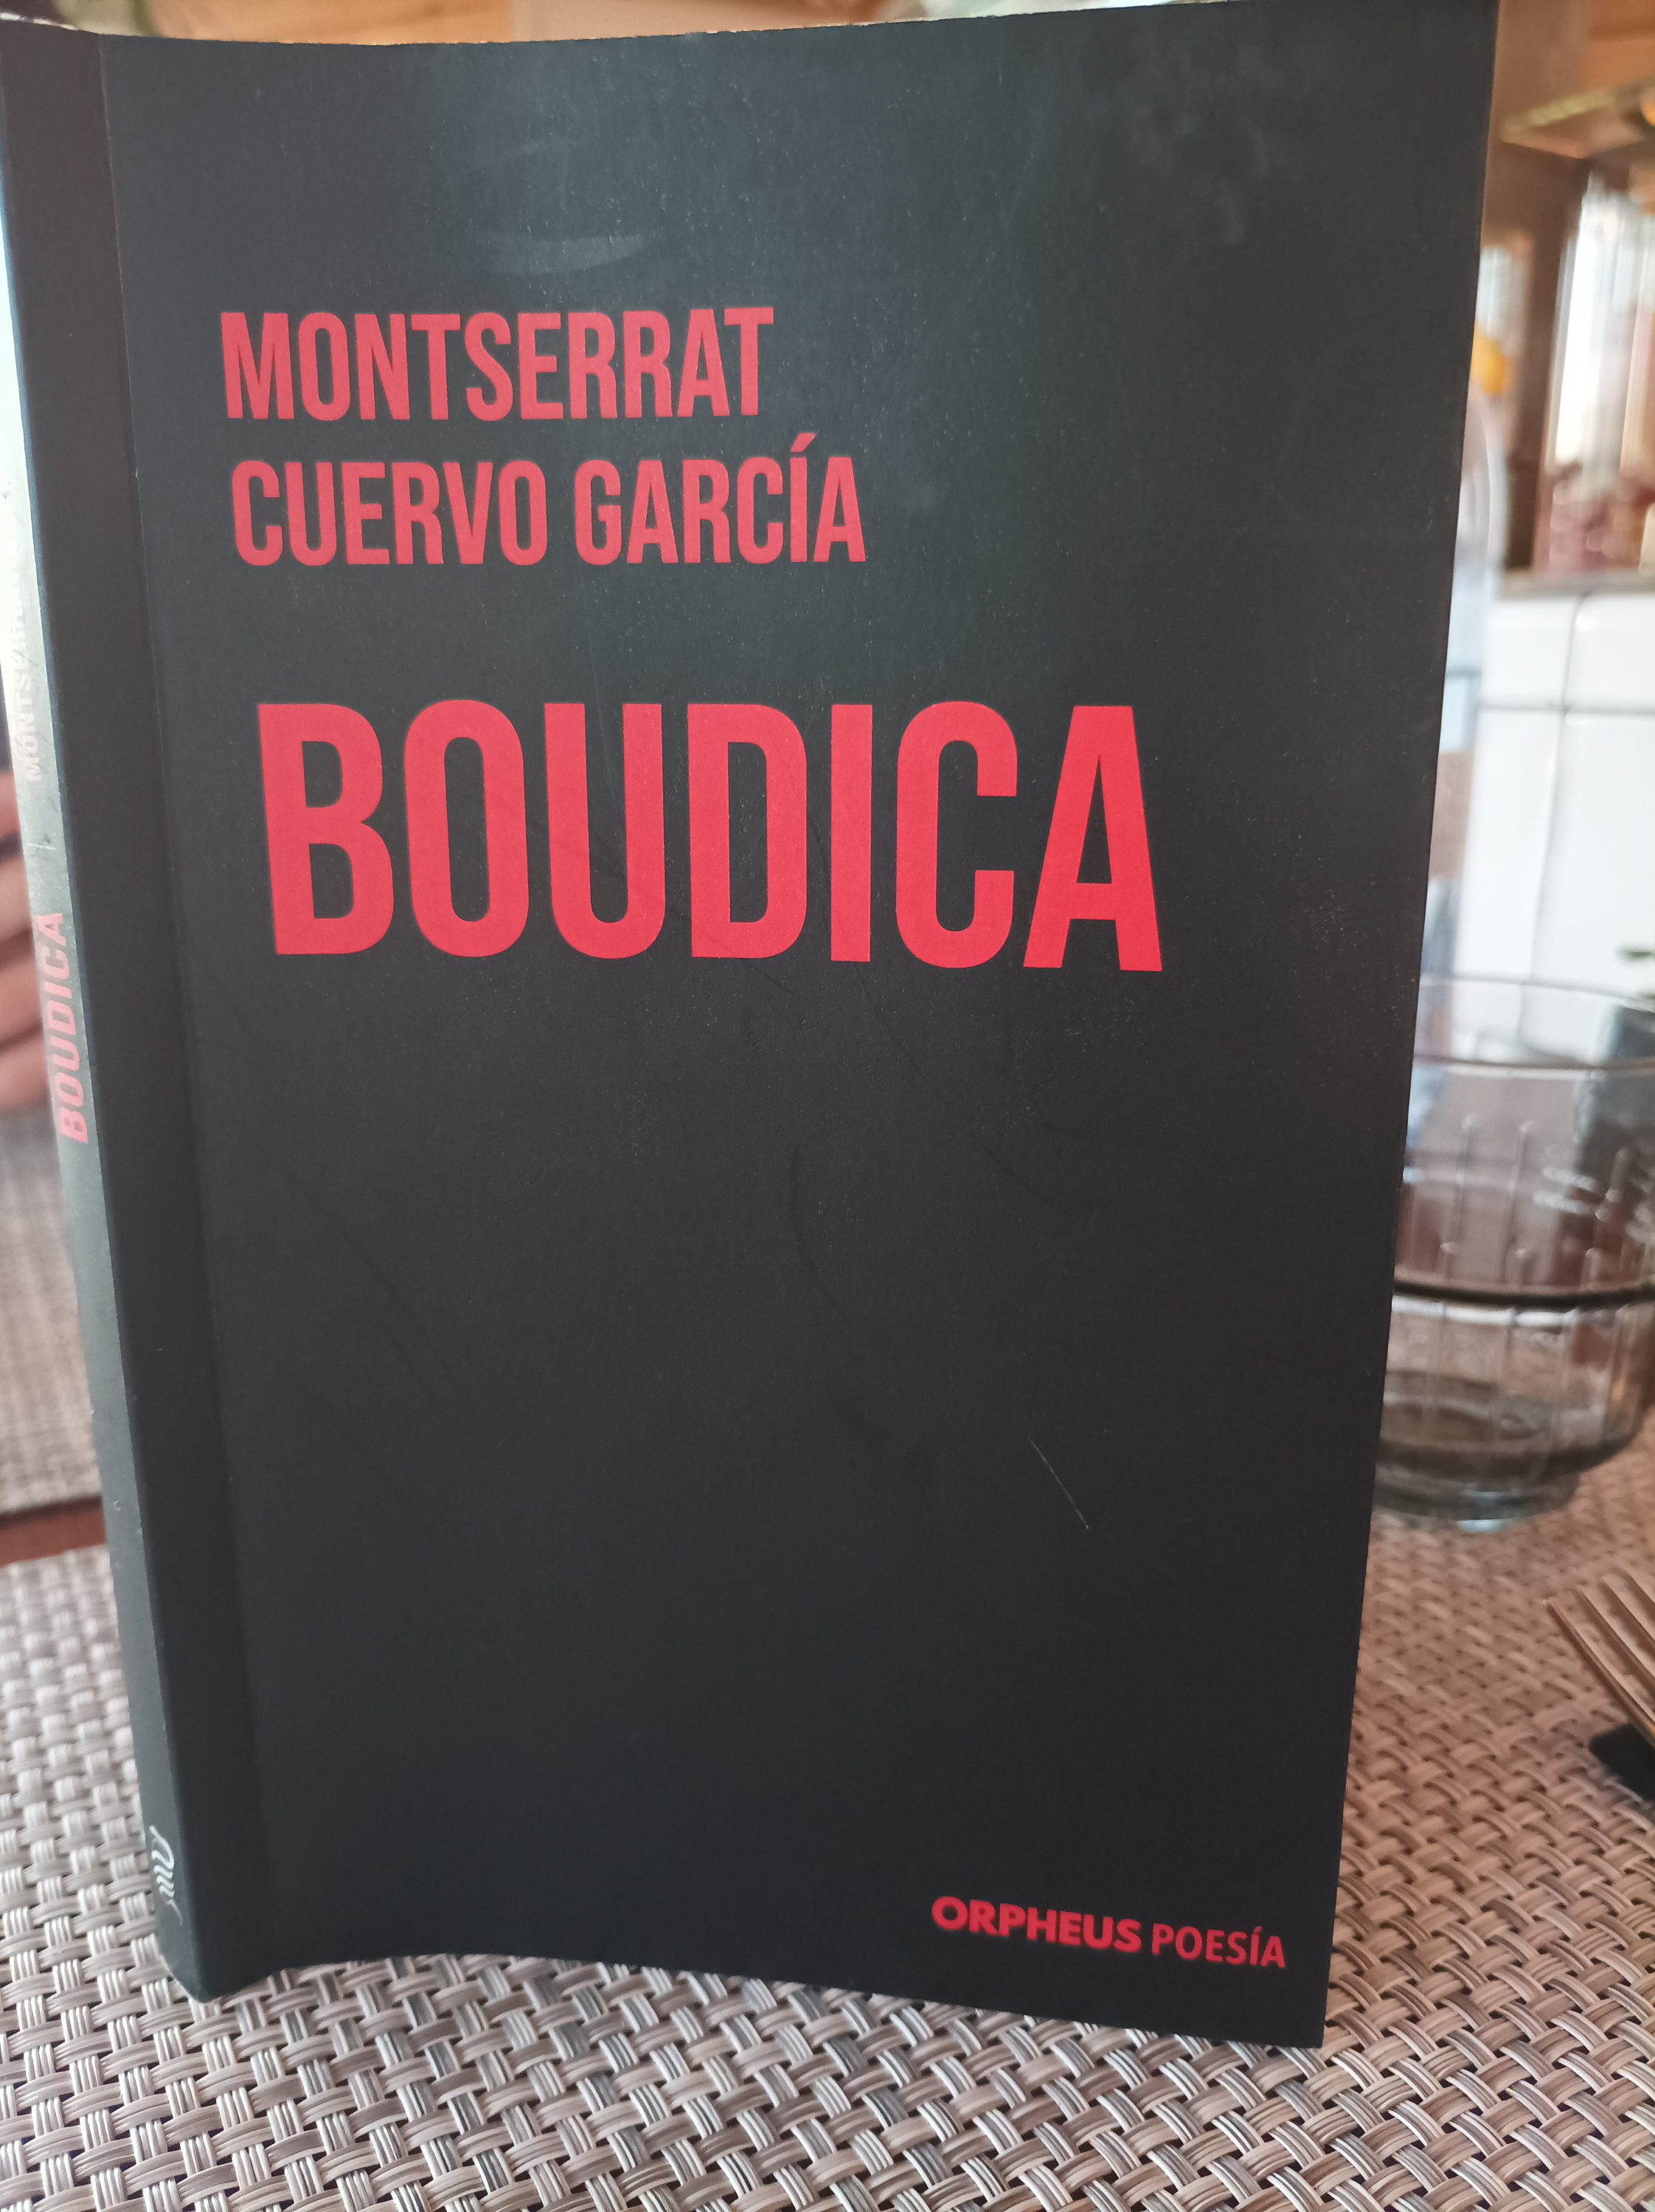 MONTSERRAT
CUERVO GARCÍA
BOUDICA
ORPHEUS POESÍA
BOUDICA